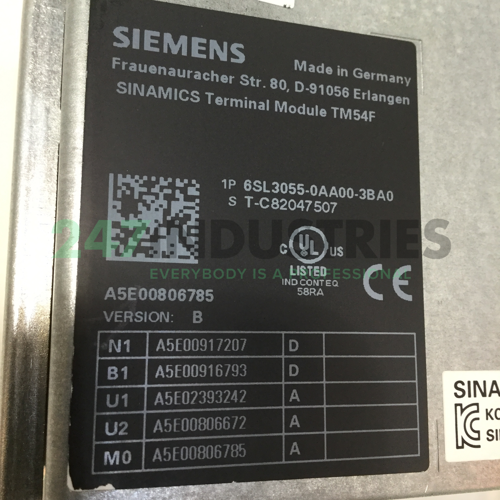 SIEMENS
Made in Germany
Frauenauracher Str. 80, D-91056 Erlangen
SINAMICS Terminal Module TM54F
1P 6SL3055-0AA00-3BA0
S T-C82047507
247INDUSTRIES
C UL US
EVERYBODY IS A PROFESSIONAL
LISTED
IND CONT EQ
58RA
CE
A5E00806785
VERSION: B
N1 A5E00917207 D
B1 A5E00916793 D
U1 A5E02393242 A
U2 A5E00806672 A
M0 A5E00806785 A
SINA
KC